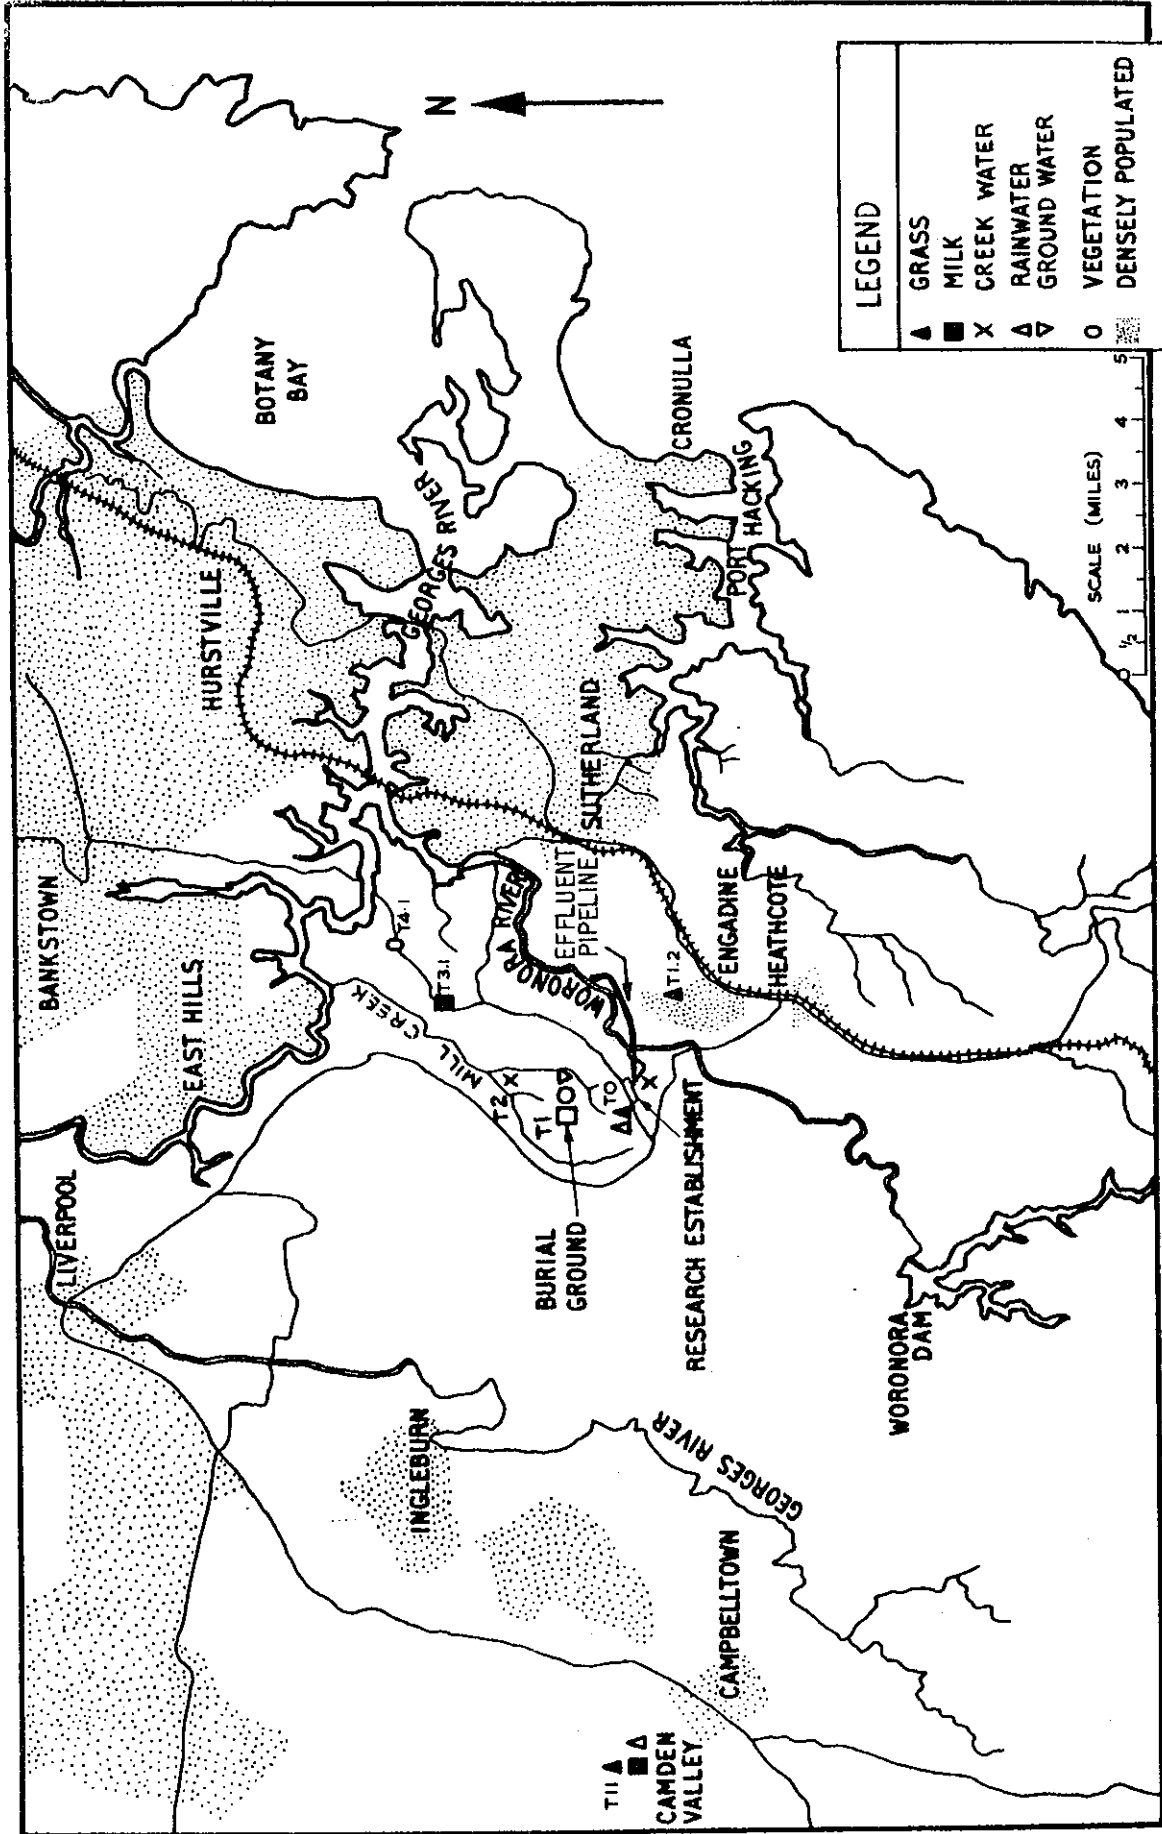 BANKSTOWN
EAST HILLS
LIVERPOOL
HURSTVILLE
BOTANY
BAY
N
GEORGES RIVER
INGLEBURN
MILL CREEK
T4.1
T3.1
T2
T1
T0
BURIAL
GROUND
WORONORA RIVER
EFFLUENT
PIPELINE
SUTHERLAND
CRONULLA
PORT HACKING
T1.2
ENGADINE
HEATHCOTE
RESEARCH ESTABLISHMENT
GEORGES RIVER
CAMPBELLTOWN
T11
CAMDEN
VALLEY
WORONORA
DAM
LEGEND
GRASS
MILK
X CREEK WATER
RAINWATER
GROUND WATER
O VEGETATION
DENSELY POPULATED
SCALE (MILES)
O 1/2 1 2 3 4 5